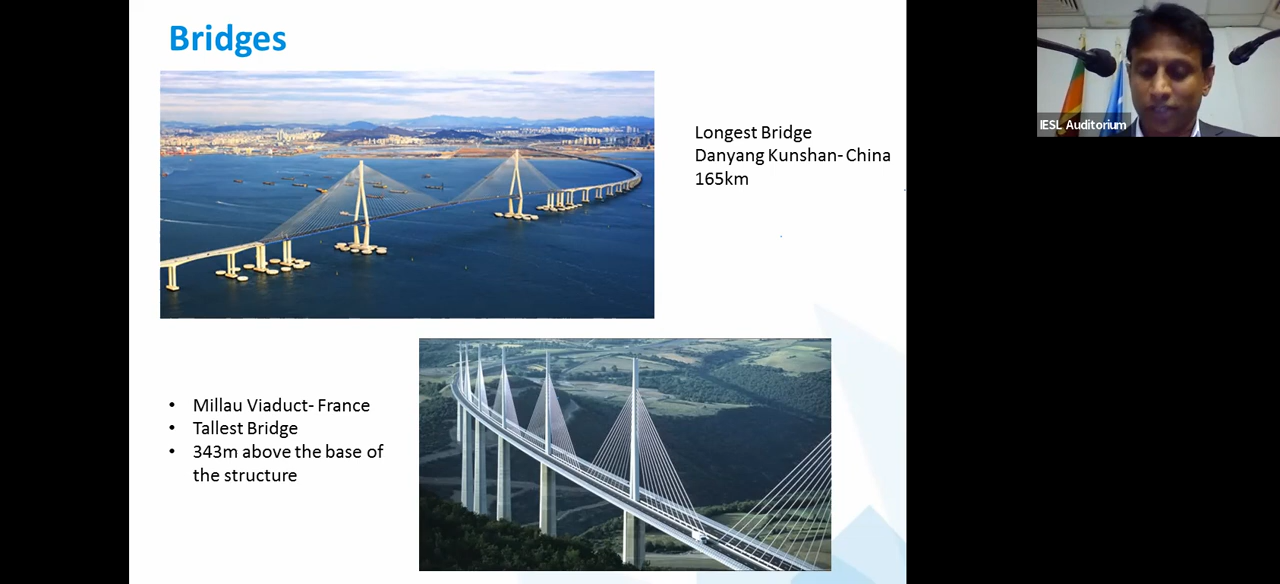 Bridges
Longest Bridge
Danyang Kunshan- China
165km
IESL Auditorium
• Millau Viaduct- France
• Tallest Bridge
• 343m above the base of
the structure